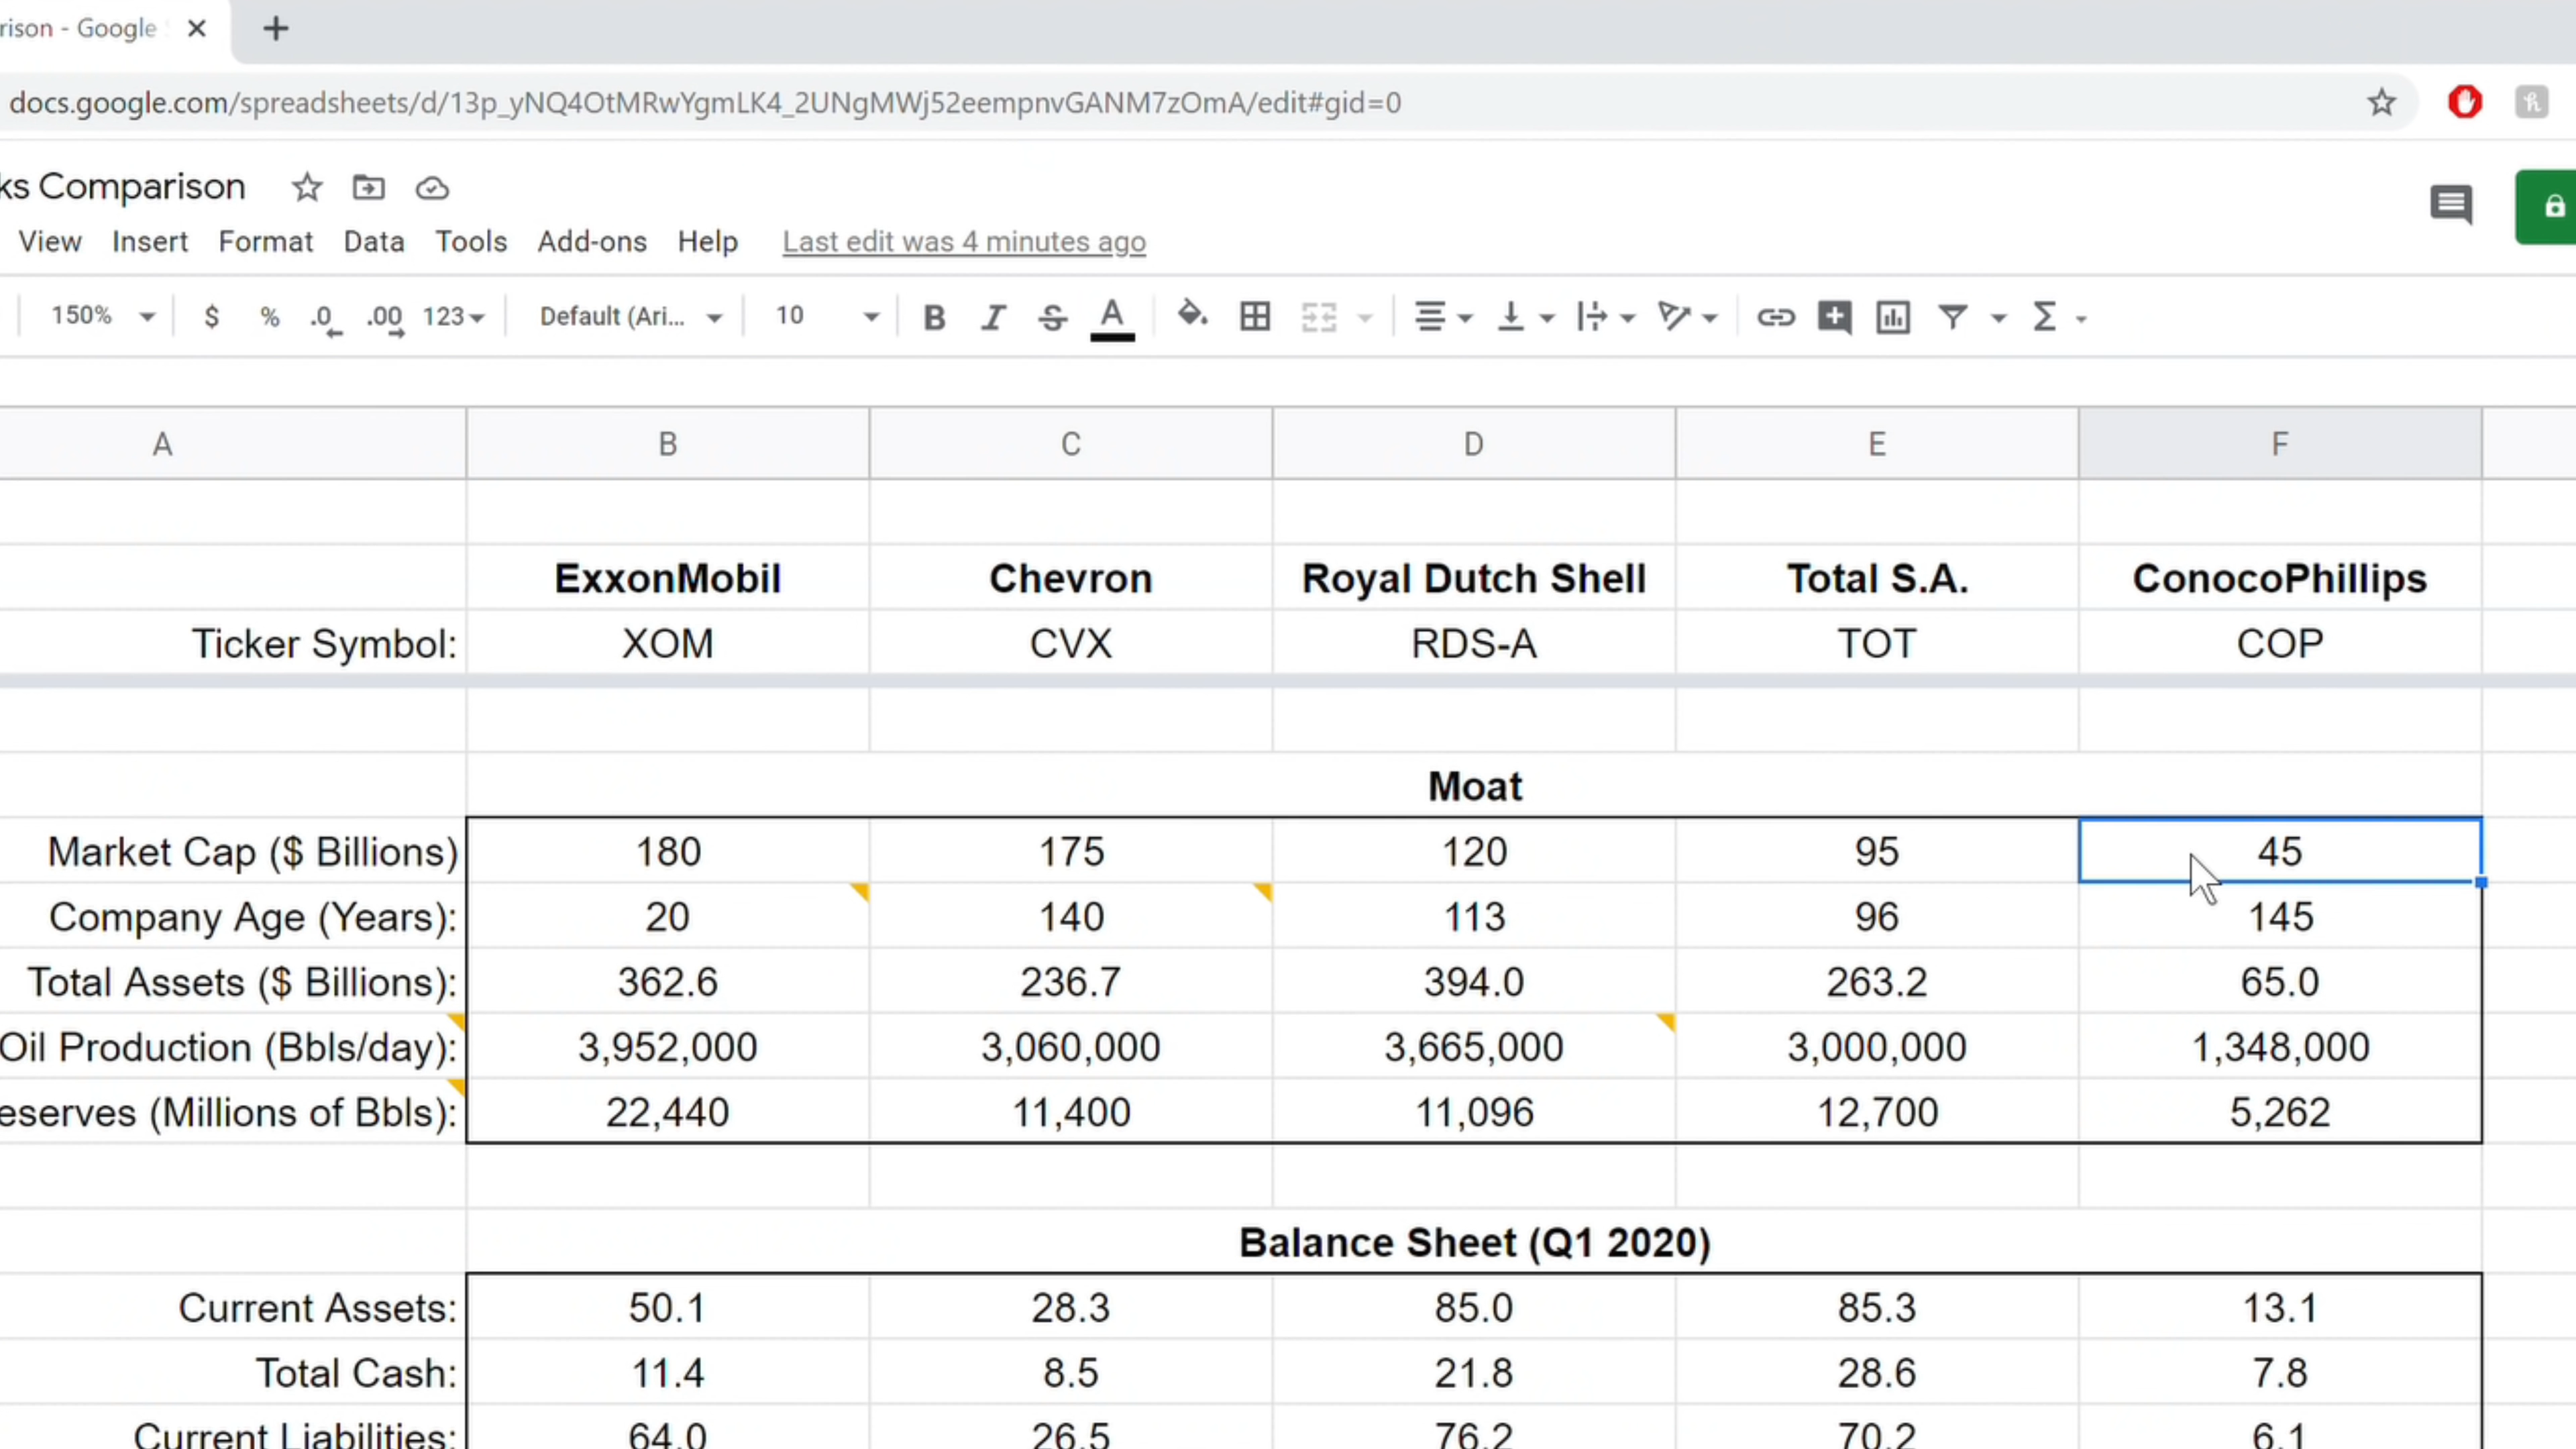 rison - Google
docs.google.com/spreadsheets/d/13p_yNQ4OtMRwYgmLK4_2UNgMWj52eempnvGANM7zOmA/edit#gid=0
ks Comparison
View Insert Format Data Tools Add-ons Help Last edit was 4 minutes ago
150% $ % .0 .00 123 Default (Ari... 10 B I S A Σ
A B C D E F
ExxonMobil Chevron Royal Dutch Shell Total S.A. ConocoPhillips
Ticker Symbol: XOM CVX RDS-A TOT COP
Moat
Market Cap ($ Billions) 180 175 120 95 45
Company Age (Years): 20 140 113 96 145
Total Assets ($ Billions): 362.6 236.7 394.0 263.2 65.0
Oil Production (Bbls/day): 3,952,000 3,060,000 3,665,000 3,000,000 1,348,000
eserves (Millions of Bbls): 22,440 11,400 11,096 12,700 5,262
Balance Sheet (Q1 2020)
Current Assets: 50.1 28.3 85.0 85.3 13.1
Total Cash: 11.4 8.5 21.8 28.6 7.8
Current Liabilities: 64.0 26.5 76.2 70.2 6.1